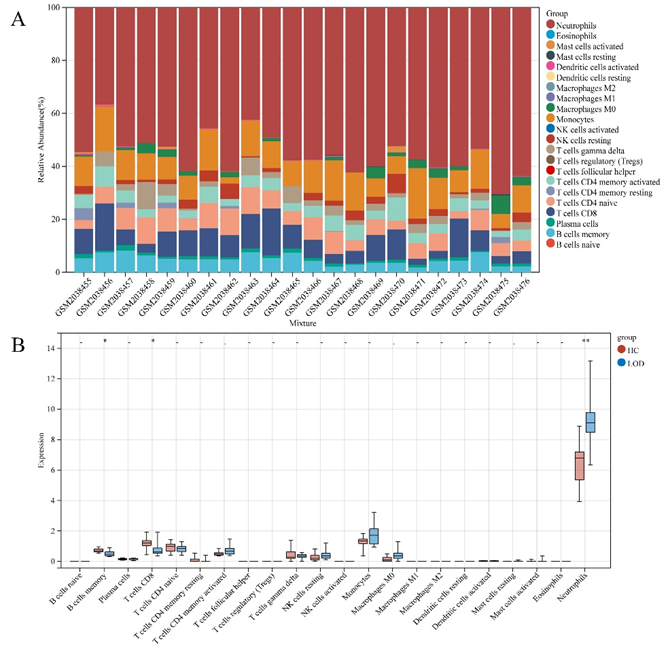 A
100
80
60
40
20
0
Relative Abundance(%)
GSM2038455
GSM2038456
GSM2038457
GSM2038458
GSM2038459
GSM2038460
GSM2038461
GSM2038462
GSM2038463
GSM2038464
GSM2038465
GSM2038466
GSM2038467
GSM2038468
GSM2038469
GSM2038470
GSM2038471
GSM2038472
GSM2038473
GSM2038474
GSM2038475
GSM2038476
Mixture
Group
Neutrophils
Eosinophils
Mast cells activated
Mast cells resting
Dendritic cells activated
Dendritic cells resting
Macrophages M2
Macrophages M1
Macrophages M0
Monocytes
NK cells activated
NK cells resting
T cells gamma delta
T cells regulatory (Tregs)
T cells follicular helper
T cells CD4 memory activated
T cells CD4 memory resting
T cells CD4 naive
T cells CD8
Plasma cells
B cells memory
B cells naive
B
- * - * - - - - - - - - - - - - - - - - - **
14
12
10
8
6
4
2
0
Expression
B cells naive
B cells memory
Plasma cells
T cells CD8
T cells CD4 naive
T cells CD4 memory resting
T cells CD4 memory activated
T cells follicular helper
T cells regulatory (Tregs)
T cells gamma delta
NK cells resting
NK cells activated
Monocytes
Macrophages M0
Macrophages M1
Macrophages M2
Dendritic cells resting
Dendritic cells activated
Mast cells resting
Mast cells activated
Eosinophils
Neutrophils
group
HC
LOD